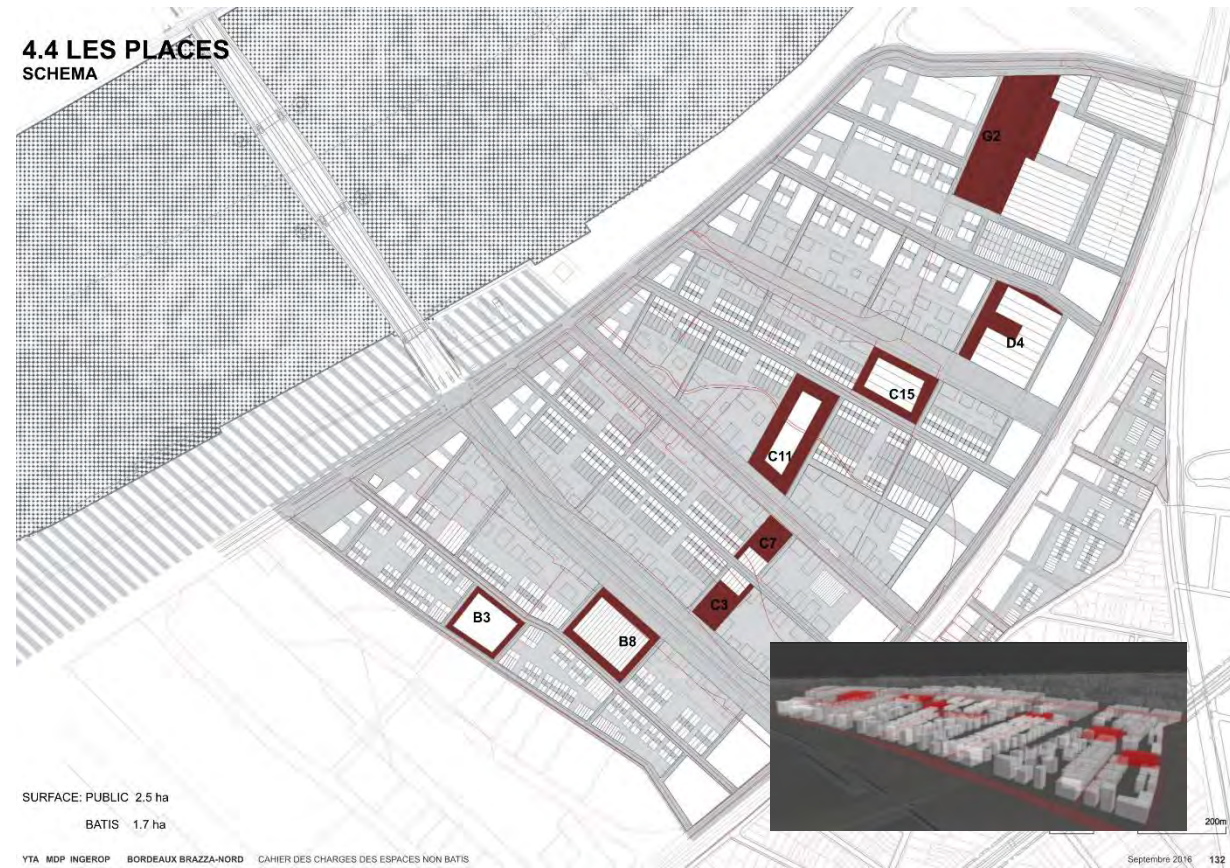 4.4 LES PLACES
SCHEMA
G2
D4
C15
C11
C7
C3
B3
B8
SURFACE: PUBLIC 2.5 ha
BATIS 1.7 ha
200m
YTA MDP INGEROP BORDEAUX BRAZZA-NORD CAHIER DES CHARGES DES ESPACES NON BATIS Septembre 2016 192